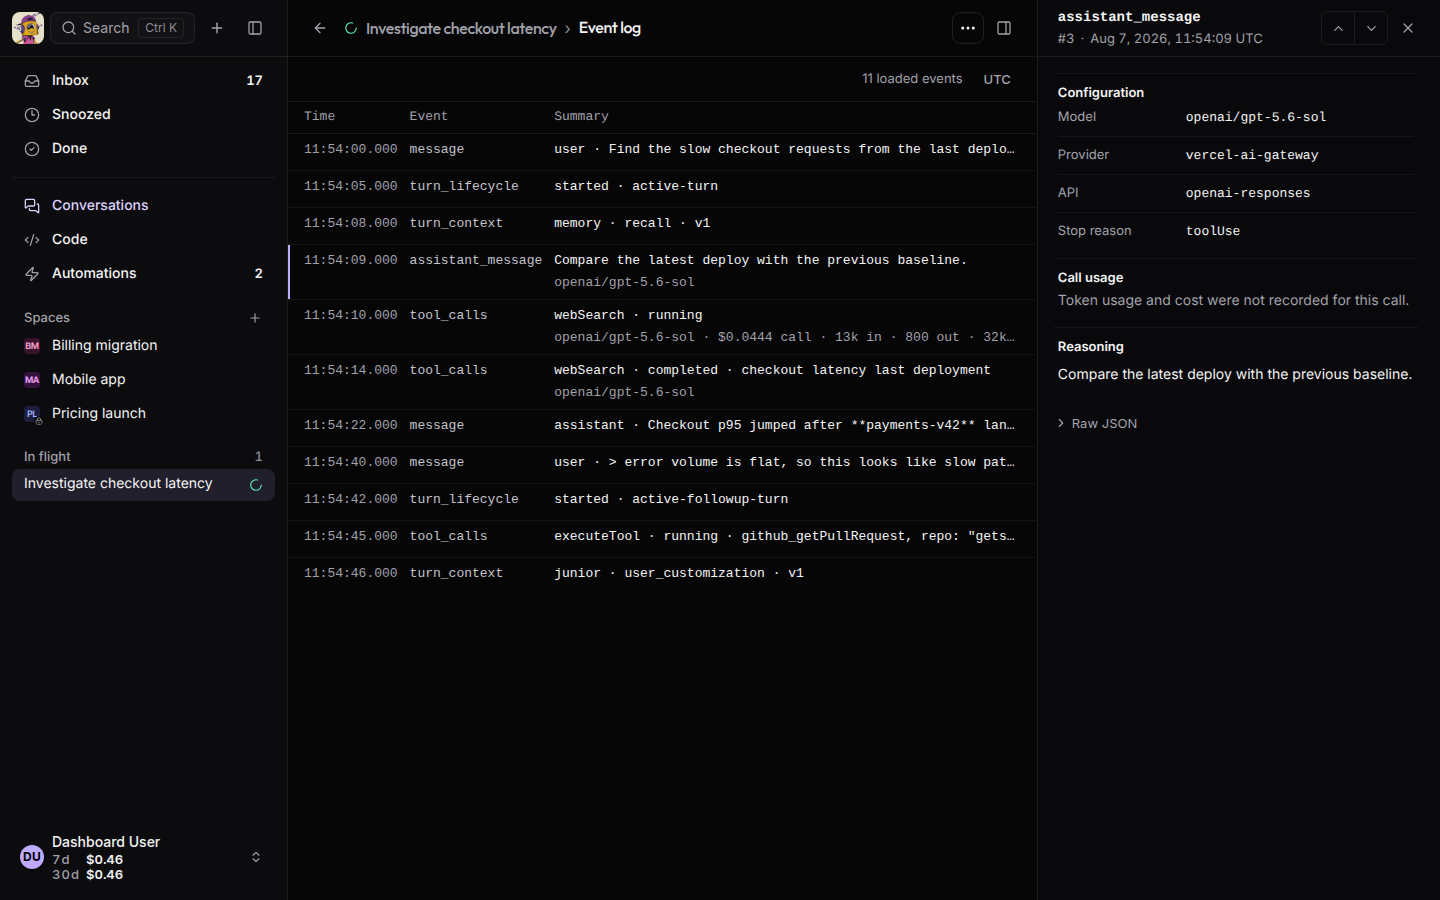 Search Ctrl K
Inbox 17
Snoozed
Done
Conversations
Code
Automations 2
Spaces
BM Billing migration
MA Mobile app
PL Pricing launch
In flight 1
Investigate checkout latency
DU Dashboard User
7d $0.46
30d $0.46
Investigate checkout latency › Event log
11 loaded events UTC
Time Event Summary
11:54:00.000 message user · Find the slow checkout requests from the last deplo…
11:54:05.000 turn_lifecycle started · active-turn
11:54:08.000 turn_context memory · recall · v1
11:54:09.000 assistant_message Compare the latest deploy with the previous baseline.
openai/gpt-5.6-sol
11:54:10.000 tool_calls webSearch · running
openai/gpt-5.6-sol · $0.0444 call · 13k in · 800 out · 32k…
11:54:14.000 tool_calls webSearch · completed · checkout latency last deployment
openai/gpt-5.6-sol
11:54:22.000 message assistant · Checkout p95 jumped after **payments-v42** lan…
11:54:40.000 message user · > error volume is flat, so this looks like slow pat…
11:54:42.000 turn_lifecycle started · active-followup-turn
11:54:45.000 tool_calls executeTool · running · github_getPullRequest, repo: "gets…
11:54:46.000 turn_context junior · user_customization · v1
assistant_message
#3 · Aug 7, 2026, 11:54:09 UTC
Configuration
Model openai/gpt-5.6-sol
Provider vercel-ai-gateway
API openai-responses
Stop reason toolUse
Call usage
Token usage and cost were not recorded for this call.
Reasoning
Compare the latest deploy with the previous baseline.
Raw JSON